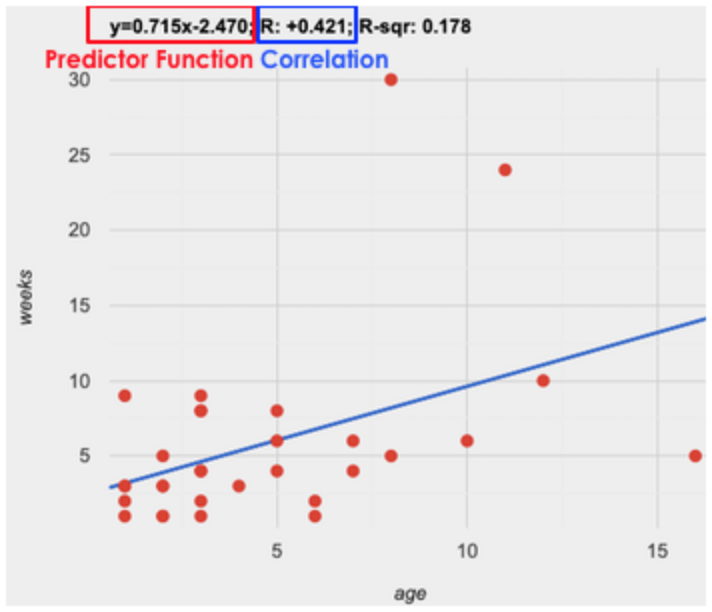 y=0.715x-2.470; R: +0.421; R-sqr: 0.178
Predictor Function Correlation
30
25
20
15
10
5
weeks
5 10 15
age